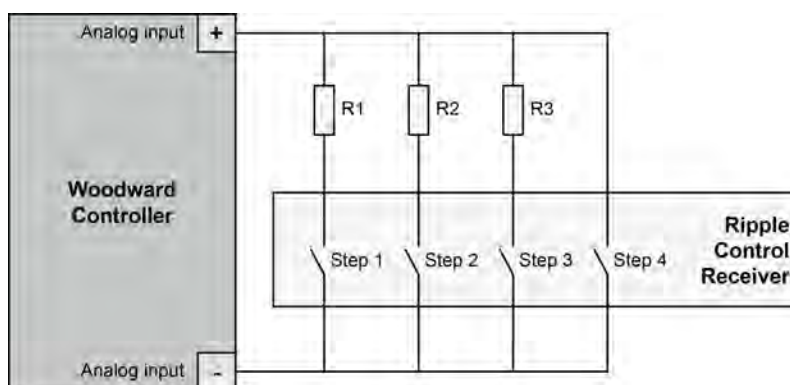 Analog input +
R1 R2 R3
Woodward
Controller
Ripple
Control
Receiver
Step 1 Step 2 Step 3 Step 4
Analog input -